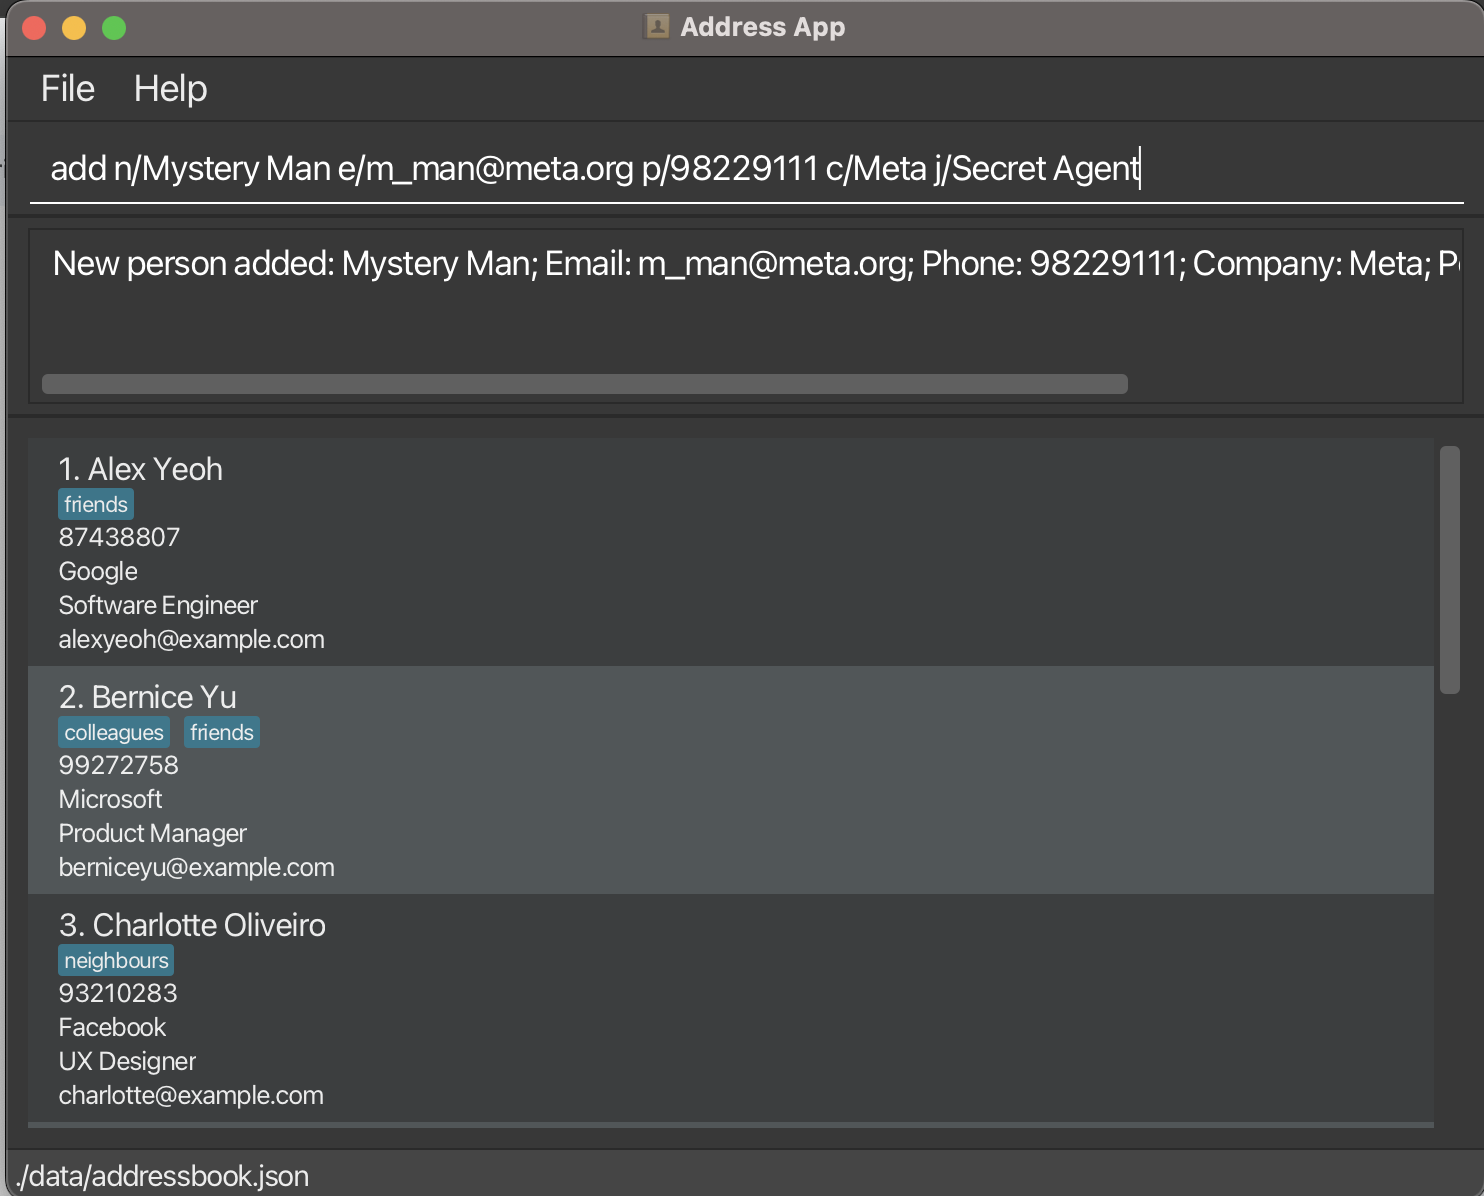 Address App
File Help
add n/Mystery Man e/m_man@meta.org p/98229111 c/Meta j/Secret Agent
New person added: Mystery Man; Email: m_man@meta.org; Phone: 98229111; Company: Meta;
1. Alex Yeoh
friends
87438807
Google
Software Engineer
alexyeoh@example.com
2. Bernice Yu
colleagues friends
99272758
Microsoft
Product Manager
berniceyu@example.com
3. Charlotte Oliveiro
neighbours
93210283
Facebook
UX Designer
charlotte@example.com
./data/addressbook.json